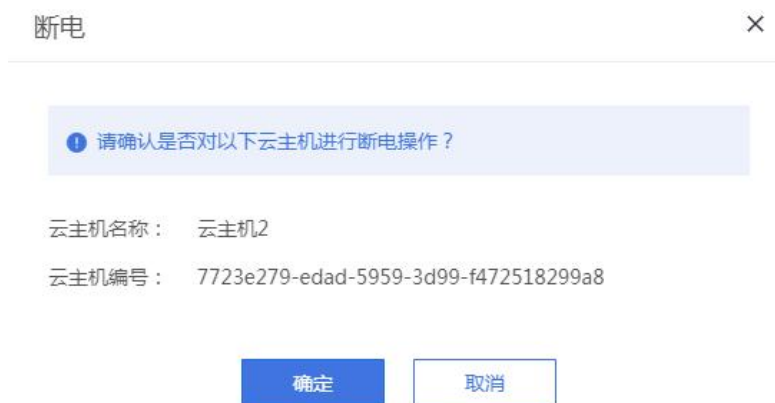 断电
请确认是否对以下云主机进行断电操作？
云主机名称： 云主机2
云主机编号： 7723e279-edad-5959-3d99-f472518299a8
确定 取消